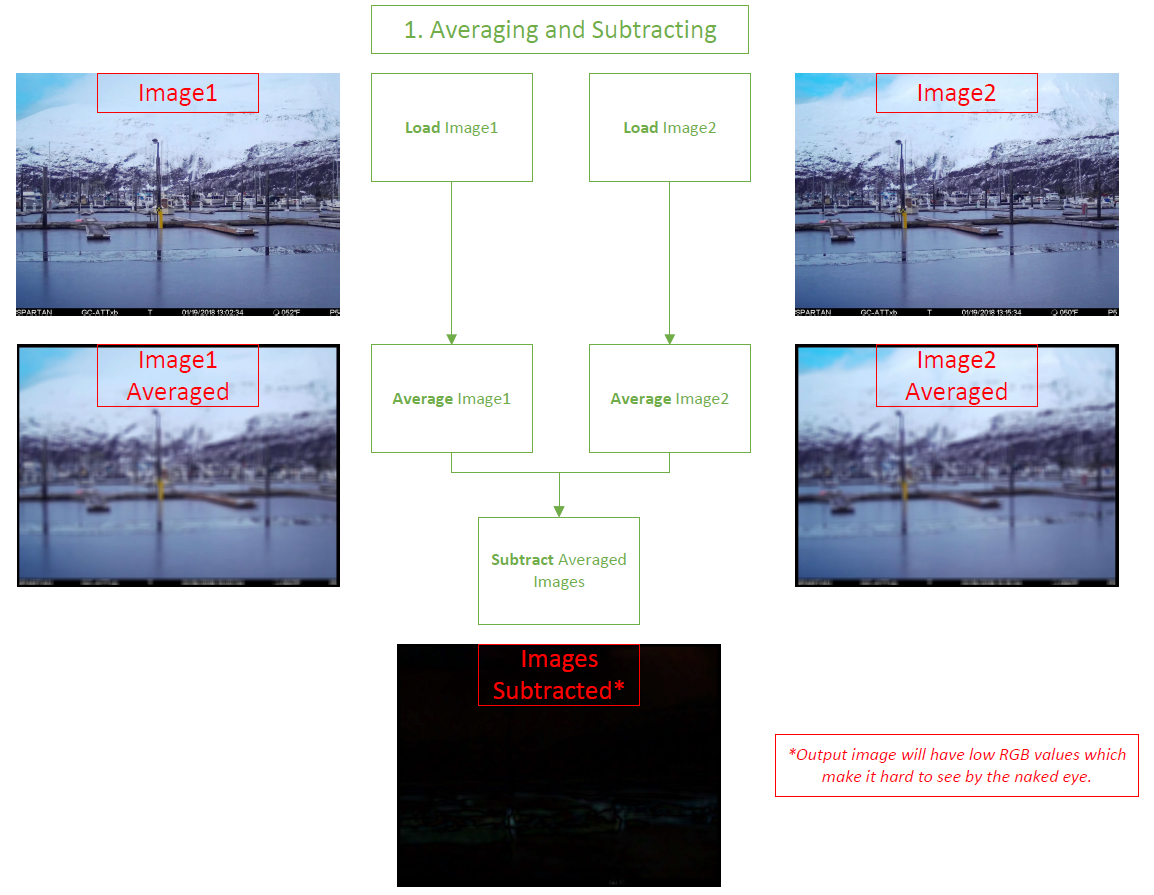 1. Averaging and Subtracting
Image1
Load Image1
Load Image2
Image2
SPARTAN GC-ATTxb T 01/19/2018 13:02:34 052°F P5
SPARTAN GC-ATTxb T 01/19/2018 13:15:34 050°F P5
Image1
Averaged
Average Image1
Average Image2
Image2
Averaged
Subtract Averaged
Images
Images
Subtracted*
*Output image will have low RGB values which
make it hard to see by the naked eye.